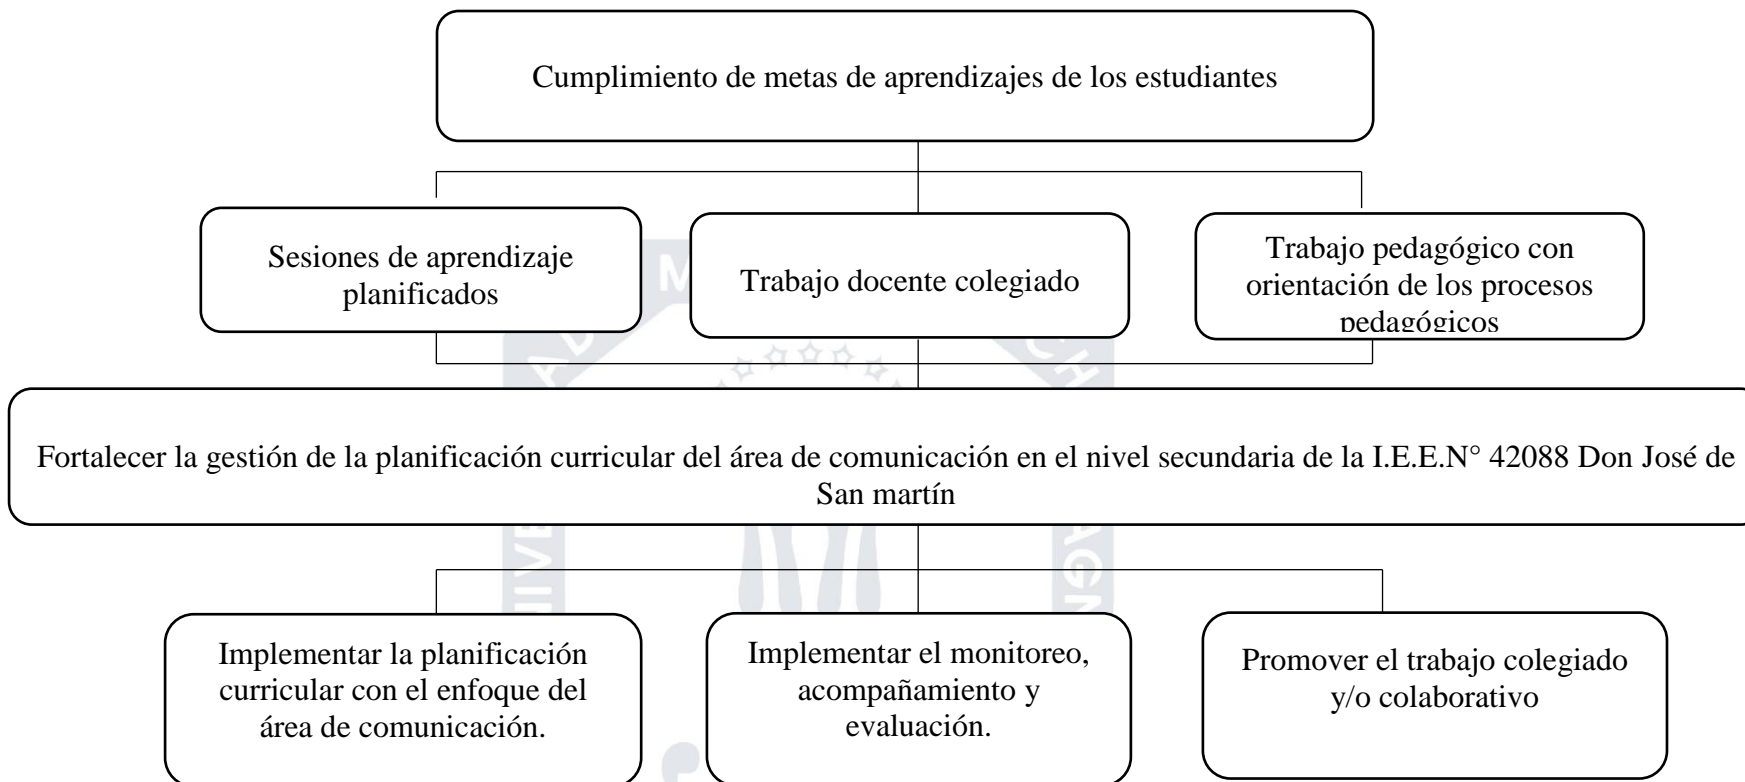 Cumplimiento de metas de aprendizajes de los estudiantes
Sesiones de aprendizaje
planificados
Trabajo docente colegiado
Trabajo pedagógico con
orientación de los procesos
pedagógicos
Fortalecer la gestión de la planificación curricular del área de comunicación en el nivel secundaria de la I.E.E.N° 42088 Don José de
San martín
Implementar la planificación
curricular con el enfoque del
área de comunicación.
Implementar el monitoreo,
acompañamiento y
evaluación.
Promover el trabajo colegiado
y/o colaborativo